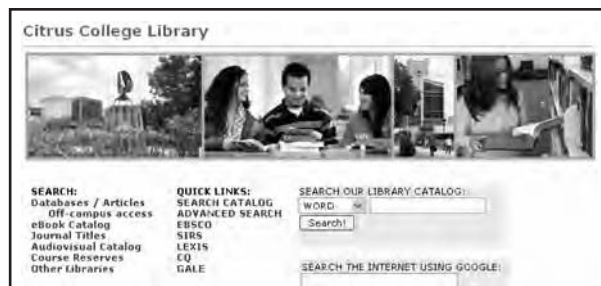 Citrus College Library
SEARCH:
Databases / Articles
Off-campus access
eBook Catalog
Journal Titles
Audiovisual Catalog
Course Reserves
Other Libraries
QUICK LINKS:
SEARCH CATALOG
ADVANCED SEARCH
EBSCO
SIRS
LEXIS
CQ
GALE
SEARCH OUR LIBRARY CATALOG:
WORD
Search!
SEARCH THE INTERNET USING GOOGLE: